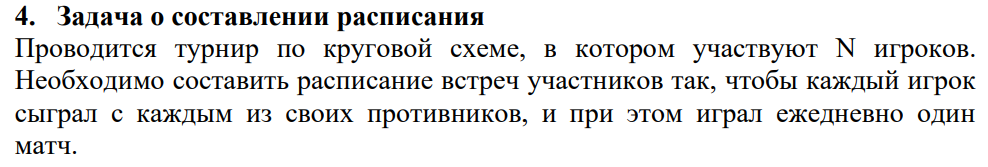 4. Задача о составлении расписания
Проводится турнир по круговой схеме, в котором участвуют N игроков.
Необходимо составить расписание встреч участников так, чтобы каждый игрок
сыграл с каждым из своих противников, и при этом играл ежедневно один
матч.